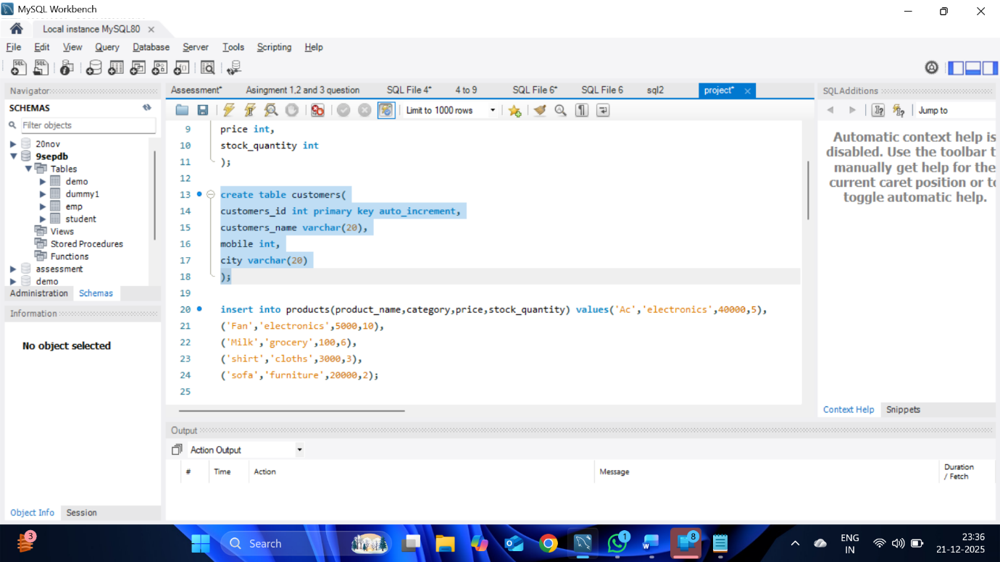 MySQL Workbench
Local instance MySQL80
File Edit View Query Database Server Tools Scripting Help
Navigator
SCHEMAS
Filter objects
20nov
9sepdb
Tables
demo
dummy1
emp
student
Views
Stored Procedures
Functions
assessment
demo
Administration Schemas
Information
No object selected
Object Info Session
Assessment* Asingment 1,2 and 3 question SQL File 4* 4 to 9 SQL File 6* SQL File 6 sql2 project*
Limit to 1000 rows
9 price int,
10 stock_quantity int
11 );
12
13 create table customers(
14 customers_id int primary key auto_increment,
15 customers_name varchar(20),
16 mobile int,
17 city varchar(20)
18 );
19
20 insert into products(product_name,category,price,stock_quantity) values('Ac','electronics',40000,5),
21 ('Fan','electronics',5000,10),
22 ('Milk','grocery',100,6),
23 ('shirt','cloths',3000,3),
24 ('sofa','furniture',20000,2);
25
Output
Action Output
# Time Action Message Duration / Fetch
SQLAdditions
Jump to
Automatic context help is
disabled. Use the toolbar t
manually get help for the
current caret position or to
toggle automatic help.
Context Help Snippets
3
Search
1
8
ENG
IN
23:36
21-12-2025